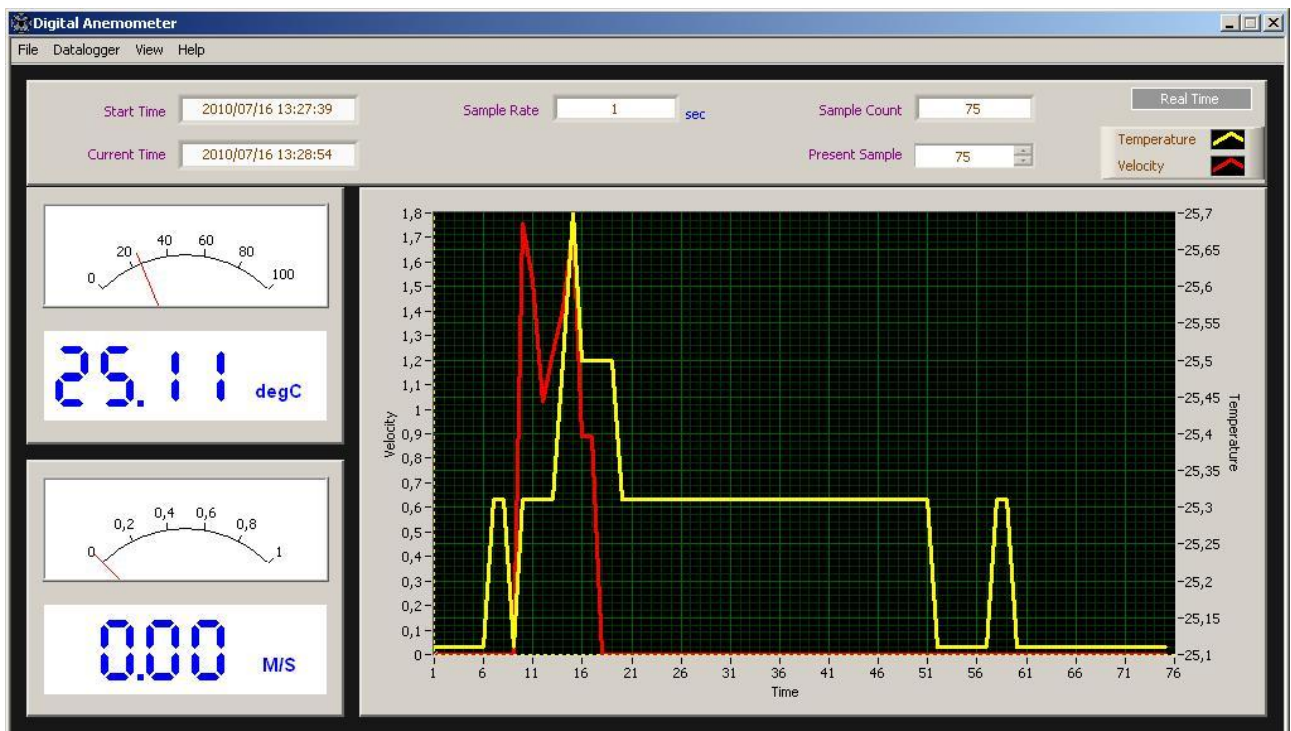 Digital Anemometer
File Datalogger View Help
Start Time 2010/07/16 13:27:39 Sample Rate 1 sec Sample Count 75 Real Time
Current Time 2010/07/16 13:28:54 Present Sample 75
Temperature
Velocity
0 20 40 60 80 100
25.11 degC
0 0,2 0,4 0,6 0,8 1
0.00 M/S
Velocity
1,8
1,7
1,6
1,5
1,4
1,3
1,2
1,1
1
0,9
0,8
0,7
0,6
0,5
0,4
0,3
0,2
0,1
0
1 6 11 16 21 26 31 36 41 46 51 56 61 66 71 76
Time
25,7
25,65
25,6
25,55
25,5
25,45
25,4
25,35
25,3
25,25
25,2
25,15
25,1
Temperature